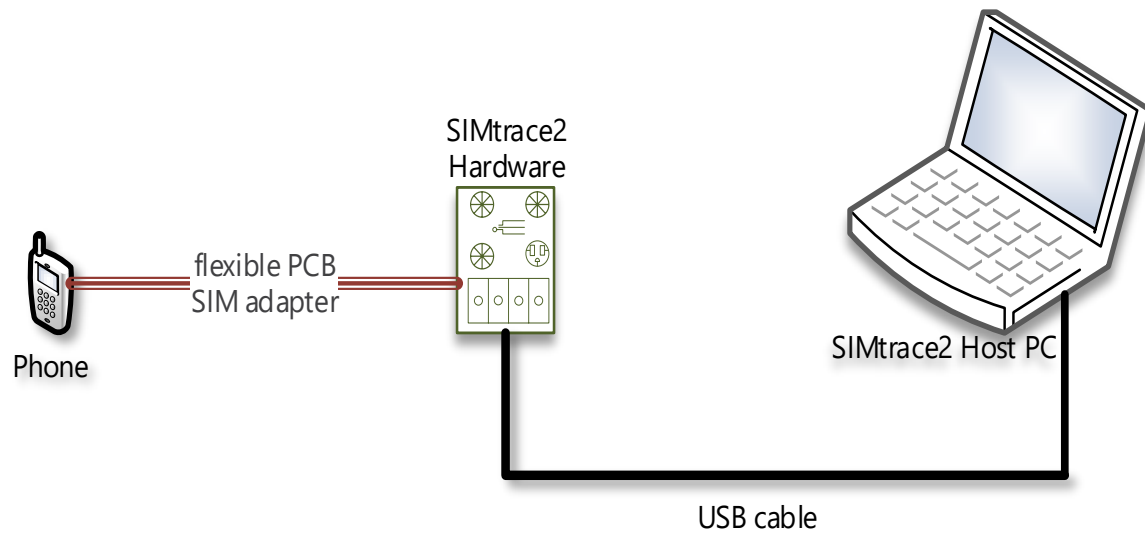 SIMtrace2
Hardware
flexible PCB
SIM adapter
Phone
SIMtrace2 Host PC
USB cable